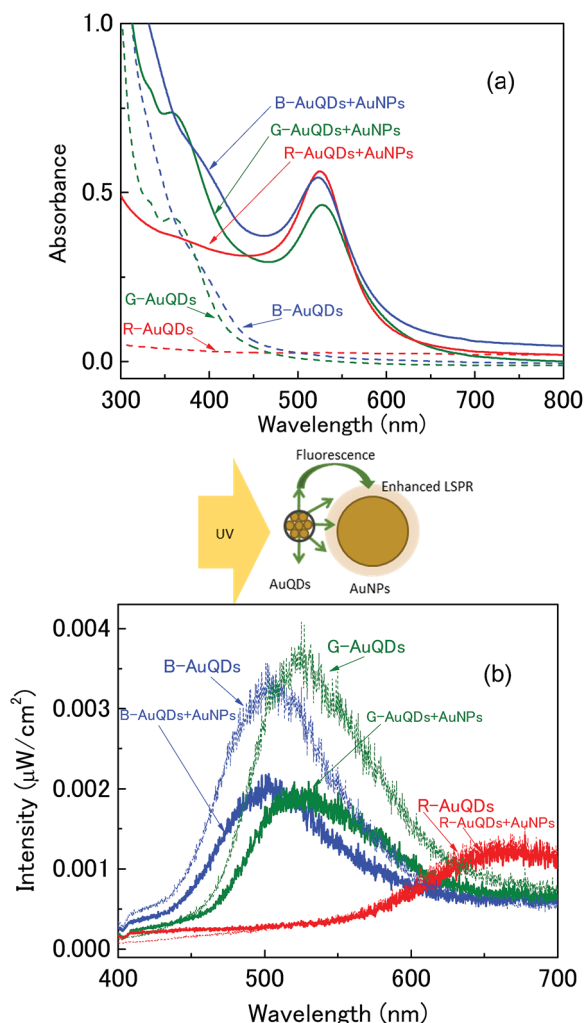 (a)
Absorbance
1.0
0.5
0.0
B-AuQDs+AuNPs
G-AuQDs+AuNPs
R-AuQDs+AuNPs
G-AuQDs
B-AuQDs
R-AuQDs
300 400 500 600 700 800
Wavelength (nm)
Fluorescence
Enhanced LSPR
UV
AuQDs
AuNPs
(b)
Intensity (μW/cm²)
0.004
0.003
0.002
0.001
0.000
G-AuQDs
B-AuQDs
B-AuQDs+AuNPs
G-AuQDs+AuNPs
R-AuQDs
R-AuQDs+AuNPs
400 500 600 700
Wavelength (nm)